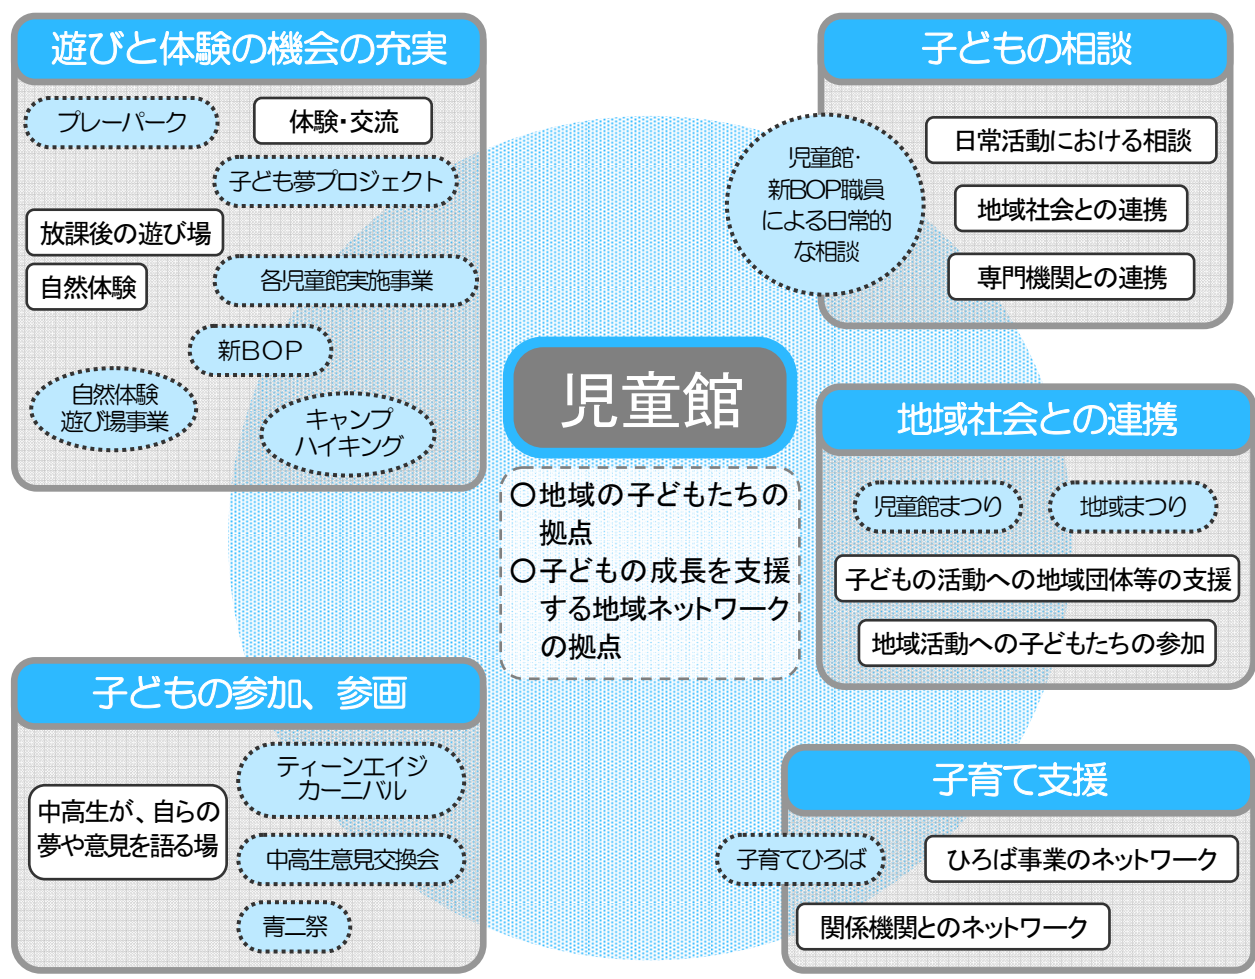 遊びと体験の機会の充実
プレーパーク
体験・交流
子ども夢プロジェクト
放課後の遊び場
自然体験
各児童館実施事業
新BOP
自然体験
遊び場事業
キャンプ
ハイキング
子どもの相談
児童館・
新BOP職員
による日常的
な相談
日常活動における相談
地域社会との連携
専門機関との連携
児童館
○地域の子どもたちの
拠点
○子どもの成長を支援
する地域ネットワーク
の拠点
地域社会との連携
児童館まつり
地域まつり
子どもの活動への地域団体等の支援
地域活動への子どもたちの参加
子どもの参加、参画
中高生が、自らの
夢や意見を語る場
ティーンエイジ
カーニバル
中高生意見交換会
青二祭
子育て支援
子育てひろば
ひろば事業のネットワーク
関係機関とのネットワーク